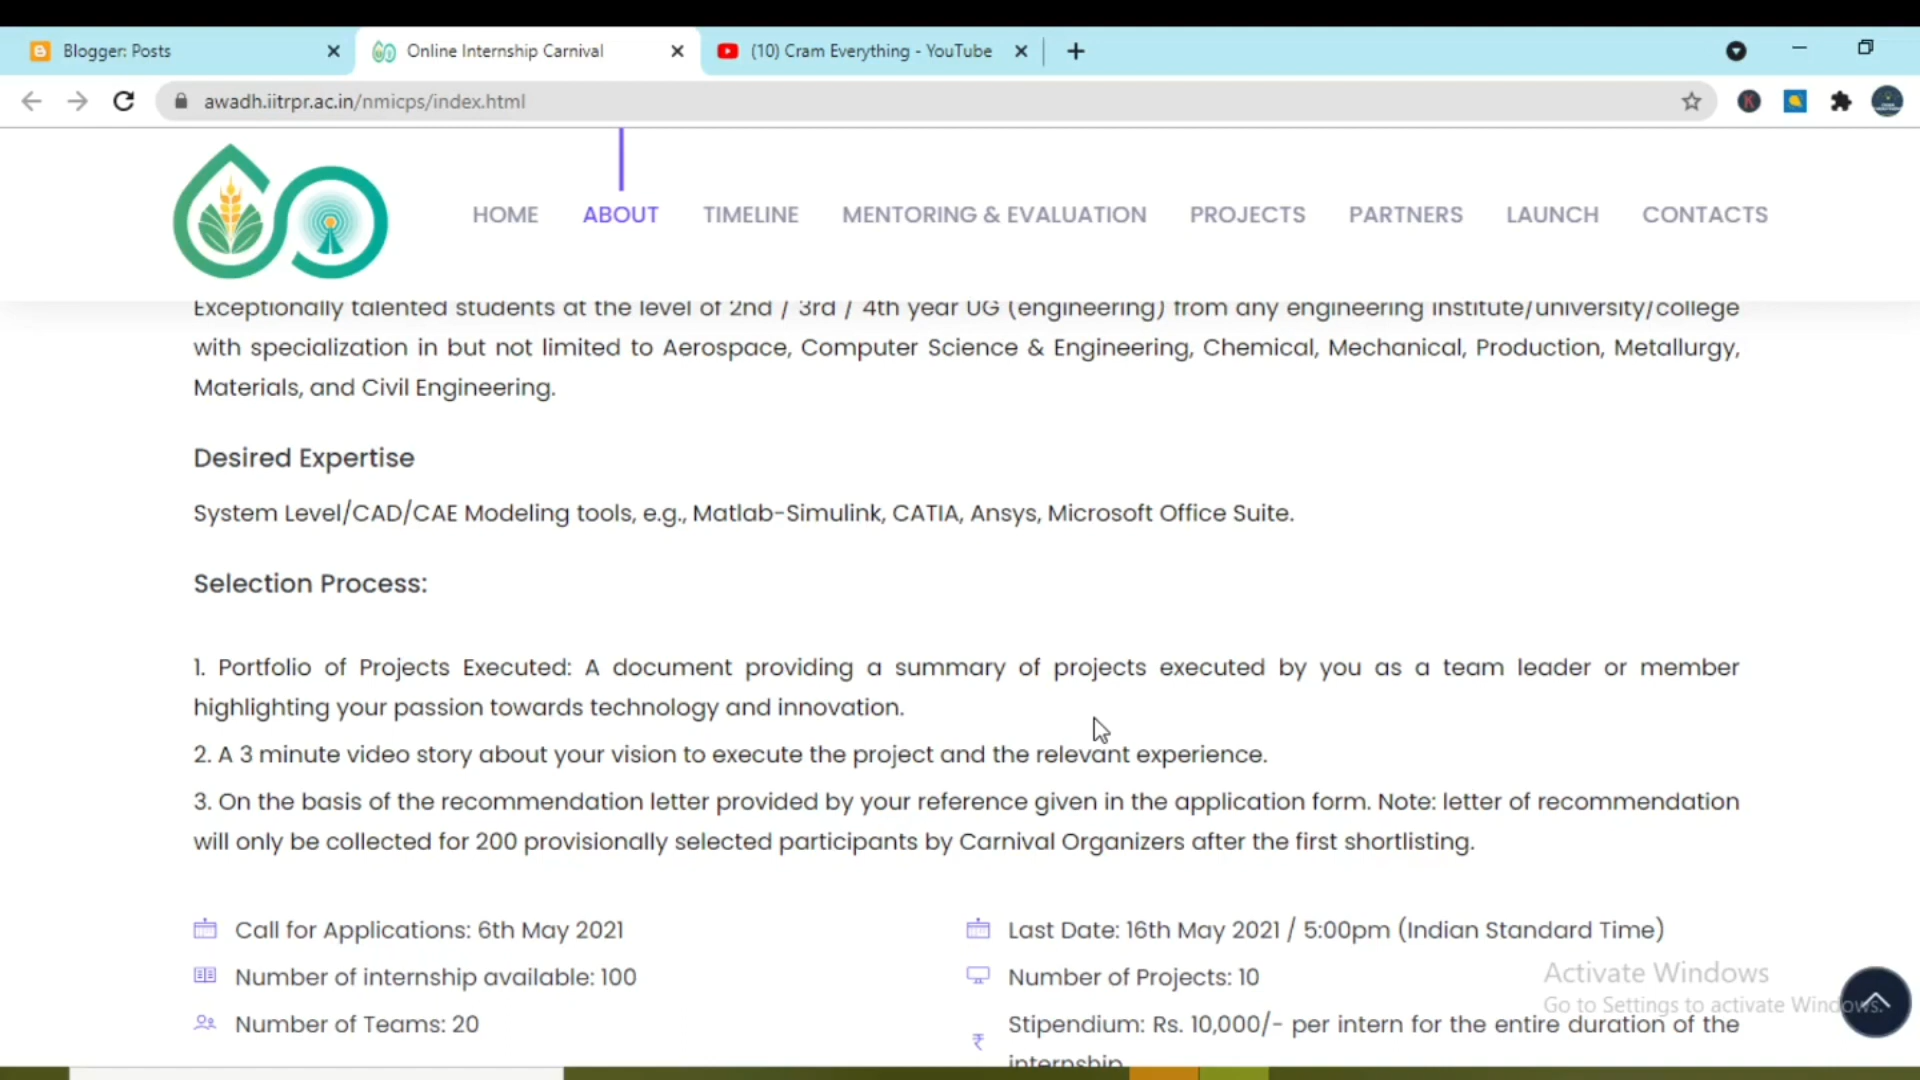 Blogger: Posts
Online Internship Carnival
(10) Cram Everything - YouTube
awadh.iitrpr.ac.in/nmicps/index.html
HOME ABOUT TIMELINE MENTORING & EVALUATION PROJECTS PARTNERS LAUNCH CONTACTS
Exceptionally talented students at the level of 2nd / 3rd / 4th year UG (engineering) from any engineering institute/university/college
with specialization in but not limited to Aerospace, Computer Science & Engineering, Chemical, Mechanical, Production, Metallurgy,
Materials, and Civil Engineering.
Desired Expertise
System Level/CAD/CAE Modeling tools, e.g., Matlab-Simulink, CATIA, Ansys, Microsoft Office Suite.
Selection Process:
1. Portfolio of Projects Executed: A document providing a summary of projects executed by you as a team leader or member
highlighting your passion towards technology and innovation.
2. A 3 minute video story about your vision to execute the project and the relevant experience.
3. On the basis of the recommendation letter provided by your reference given in the application form. Note: letter of recommendation
will only be collected for 200 provisionally selected participants by Carnival Organizers after the first shortlisting.
Call for Applications: 6th May 2021
Last Date: 16th May 2021 / 5:00pm (Indian Standard Time)
Number of internship available: 100
Number of Projects: 10
Number of Teams: 20
Stipendium: Rs. 10,000/- per intern for the entire duration of the
internship
Activate Windows
Go to Settings to activate Windows.